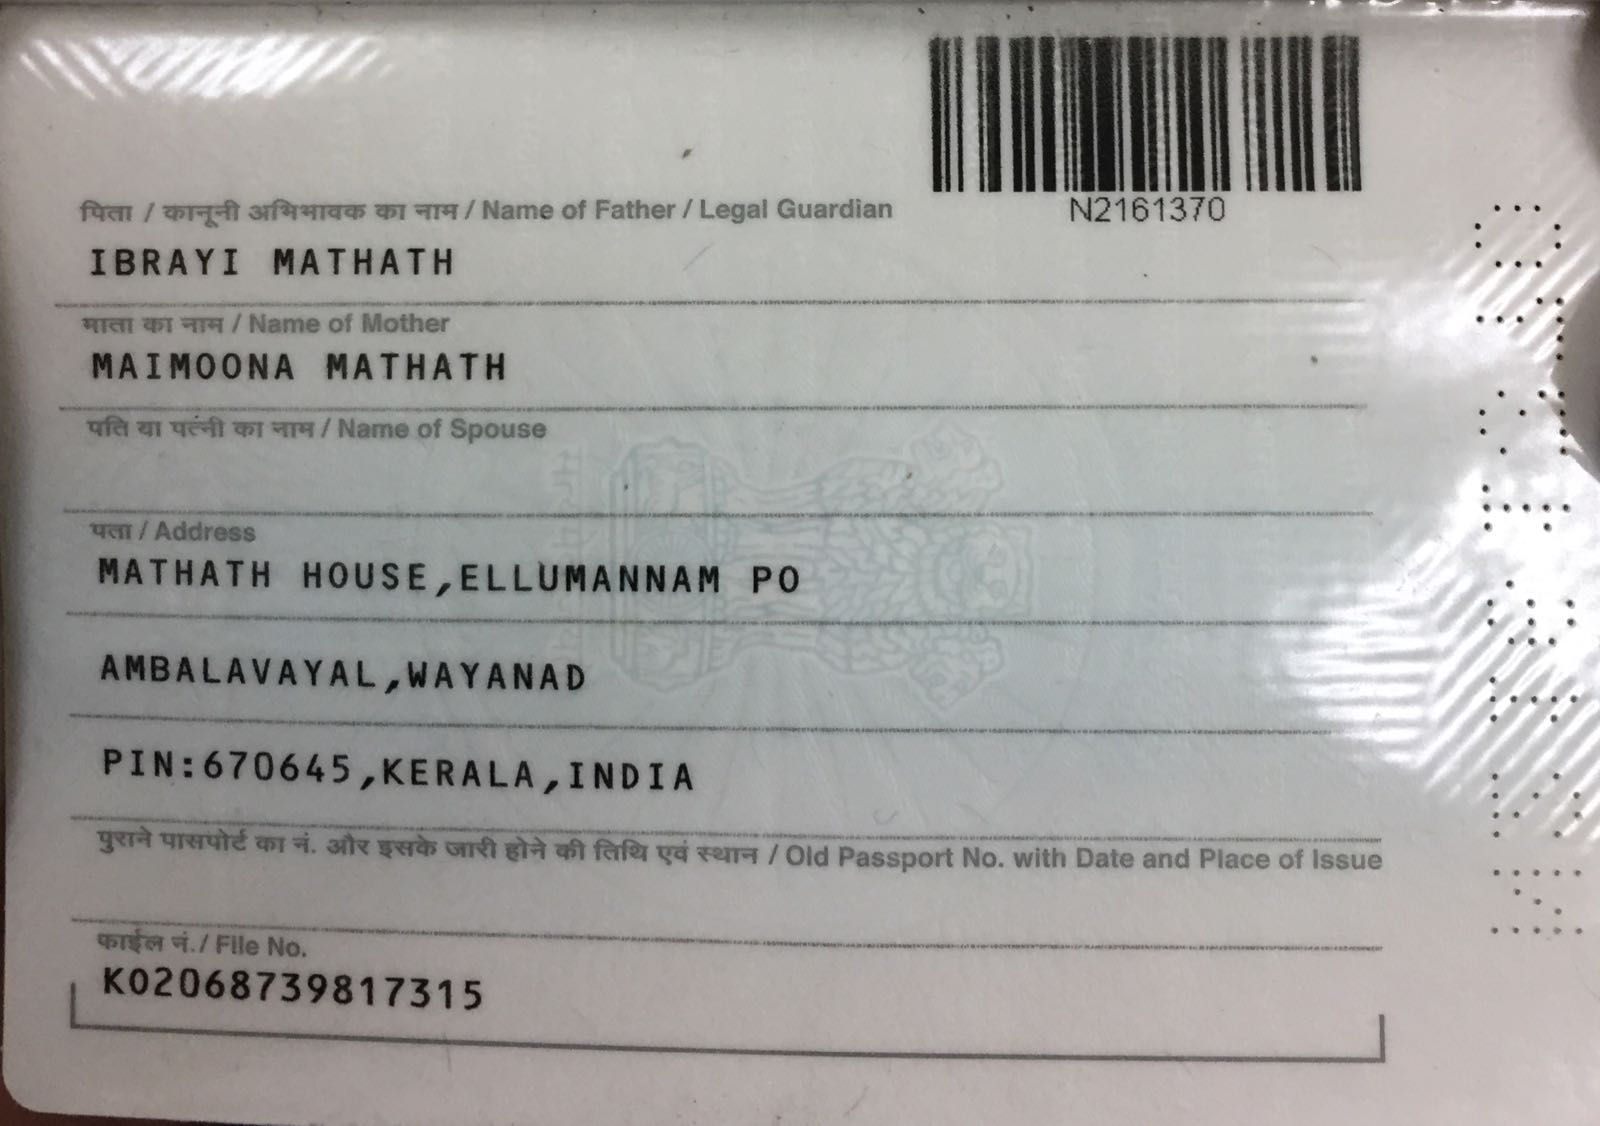 N2161370
पिता / कानूनी अभिभावक का नाम / Name of Father / Legal Guardian
IBRAYI MATHATH
माता का नाम / Name of Mother
MAIMOONA MATHATH
पति या पत्नी का नाम / Name of Spouse
पता / Address
MATHATH HOUSE,ELLUMANNAM PO
AMBALAVAYAL,WAYANAD
PIN:670645,KERALA,INDIA
पुराने पासपोर्ट का नं. और इसके जारी होने की तिथि एवं स्थान / Old Passport No. with Date and Place of Issue
फाईल नं. / File No.
K02068739817315